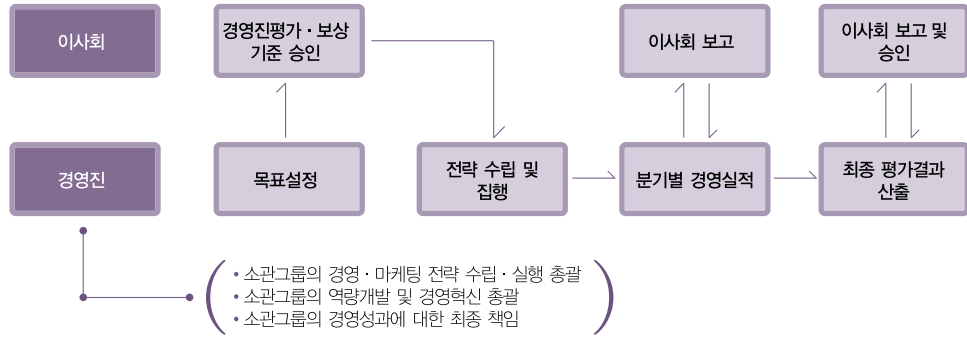 이사회
경영진평가 · 보상
기준 승인
이사회 보고
이사회 보고 및
승인
경영진
목표설정
전략 수립 및
집행
분기별 경영실적
최종 평가결과
산출
• 소관그룹의 경영 · 마케팅 전략 수립 · 실행 총괄
• 소관그룹의 역량개발 및 경영혁신 총괄
• 소관그룹의 경영성과에 대한 최종 책임